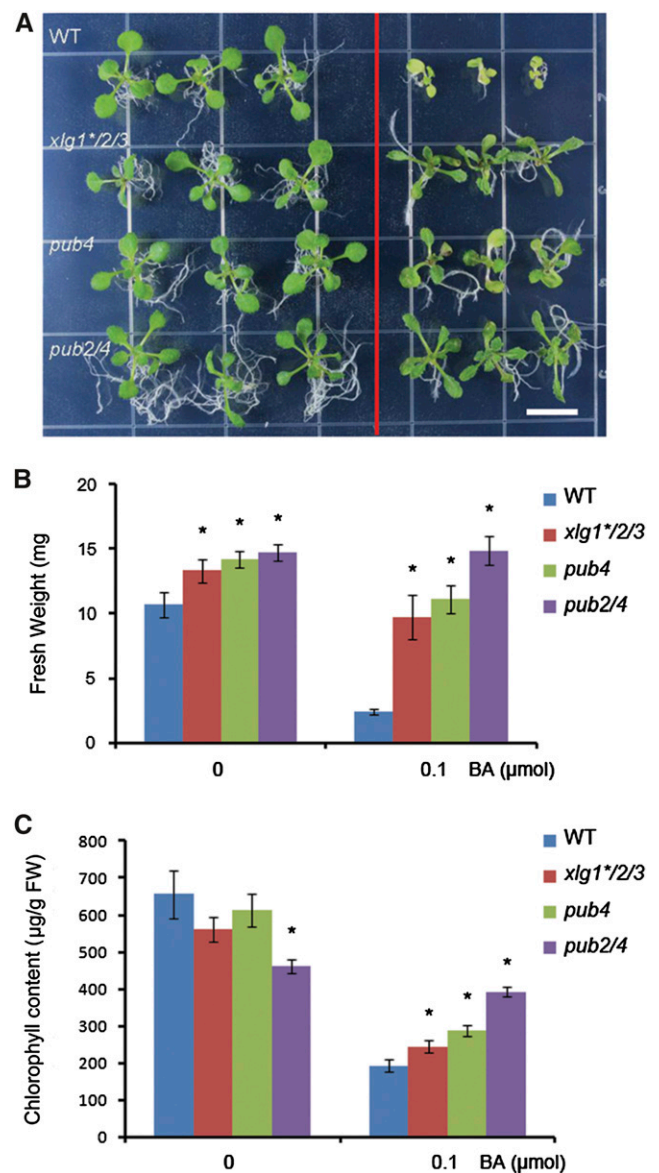 A
WT
xlg1*/2/3
pub4
pub2/4
B
Fresh Weight (mg
20
15
10
5
0
* * * * * *
WT
xlg1*/2/3
pub4
pub2/4
0 0.1 BA (µmol)
C
Chlorophyll content (µg/g FW)
800
700
600
500
400
300
200
100
0
* * * *
WT
xlg1*/2/3
pub4
pub2/4
0 0.1 BA (µmol)